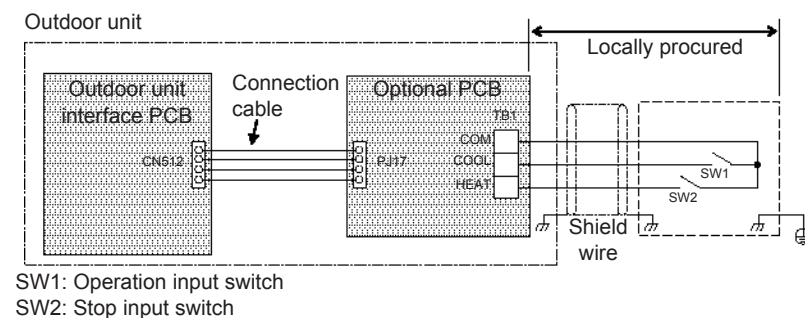 Outdoor unit
Locally procured
Outdoor unit
interface PCB
Connection
cable
Optional PCB
TB1
COM
CN512
PJ17
COOL
SW1
HEAT
SW2
Shield
wire
SW1: Operation input switch
SW2: Stop input switch